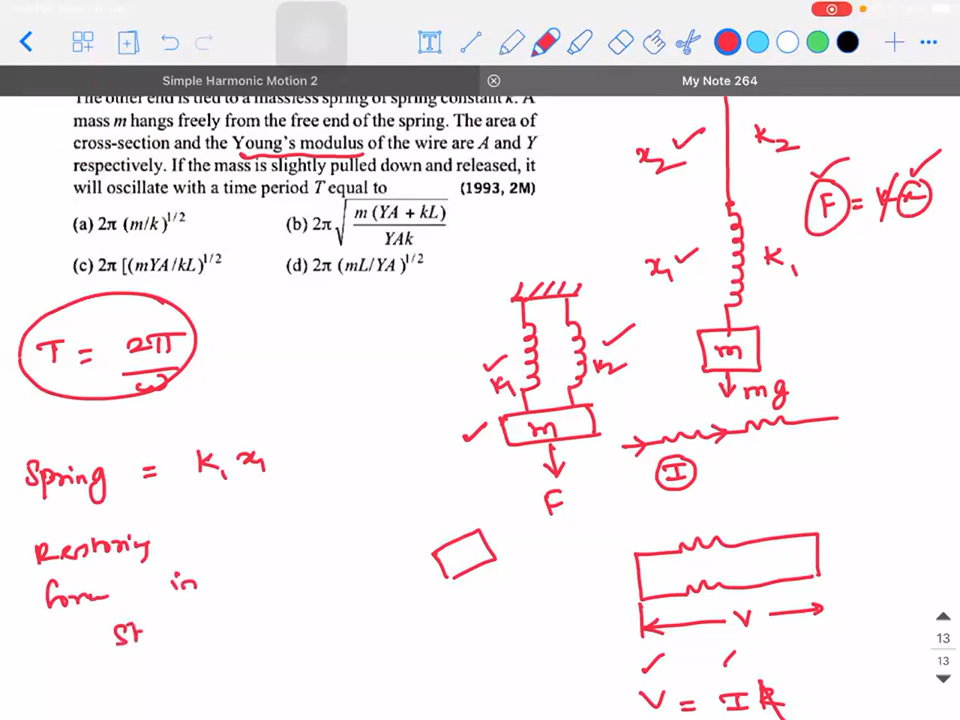 Simple Harmonic Motion 2
My Note 264
The other end is tied to a massless spring of spring constant k. A
mass m hangs freely from the free end of the spring. The area of
cross-section and the Young's modulus of the wire are A and Y
respectively. If the mass is slightly pulled down and released, it
will oscillate with a time period T equal to (1993, 2M)
(a) 2π (m/k)^1/2
(b) 2π √ m (YA + kL) / YAk
(c) 2π [(mYA/kL)^1/2
(d) 2π (mL/YA )^1/2
x2
K2
F =
x1
K1
m
mg
T = 2π / ω
K1
K2
m
F
I
Spring = K1 x1
Restoring
in
St
V
V = I R
13
13